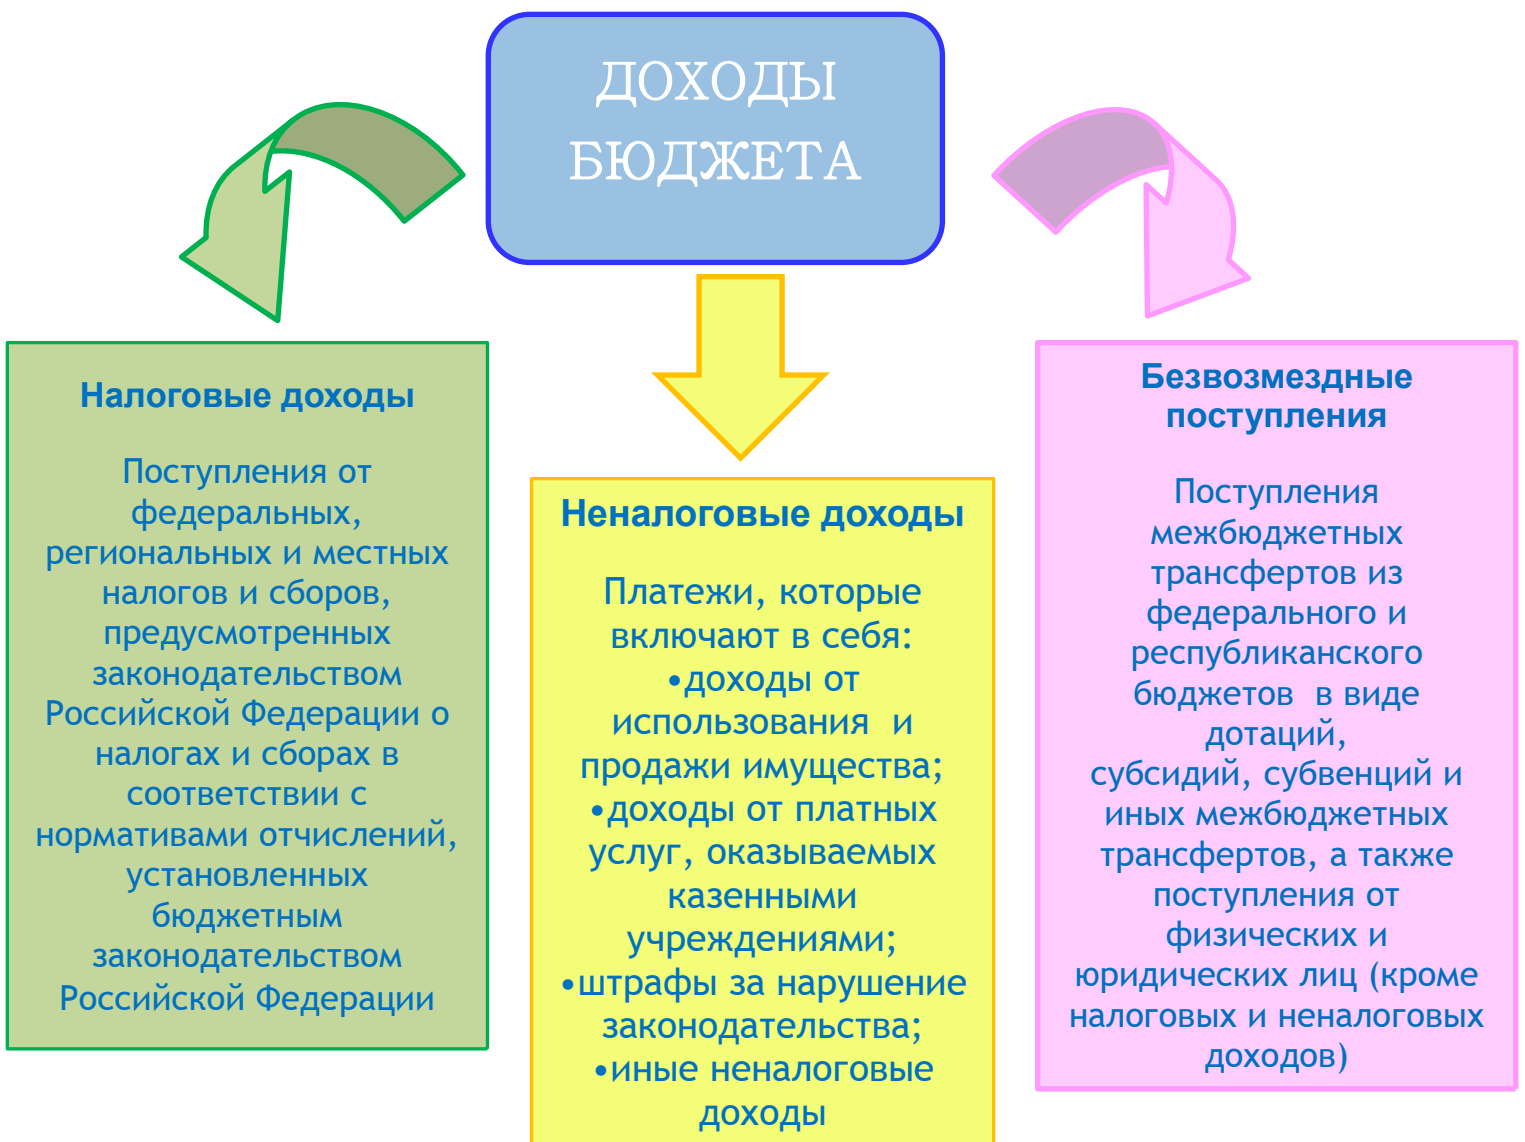 ДОХОДЫ
БЮДЖЕТА
Налоговые доходы
Поступления от
федеральных,
региональных и местных
налогов и сборов,
предусмотренных
законодательством
Российской Федерации о
налогах и сборах в
соответствии с
нормативами отчислений,
установленных
бюджетным
законодательством
Российской Федерации
Неналоговые доходы
Платежи, которые
включают в себя:
•доходы от
использования и
продажи имущества;
•доходы от платных
услуг, оказываемых
казенными
учреждениями;
•штрафы за нарушение
законодательства;
•иные неналоговые
доходы
Безвозмездные
поступления
Поступления
межбюджетных
трансфертов из
федерального и
республиканского
бюджетов в виде
дотаций,
субсидий, субвенций и
иных межбюджетных
трансфертов, а также
поступления от
физических и
юридических лиц (кроме
налоговых и неналоговых
доходов)